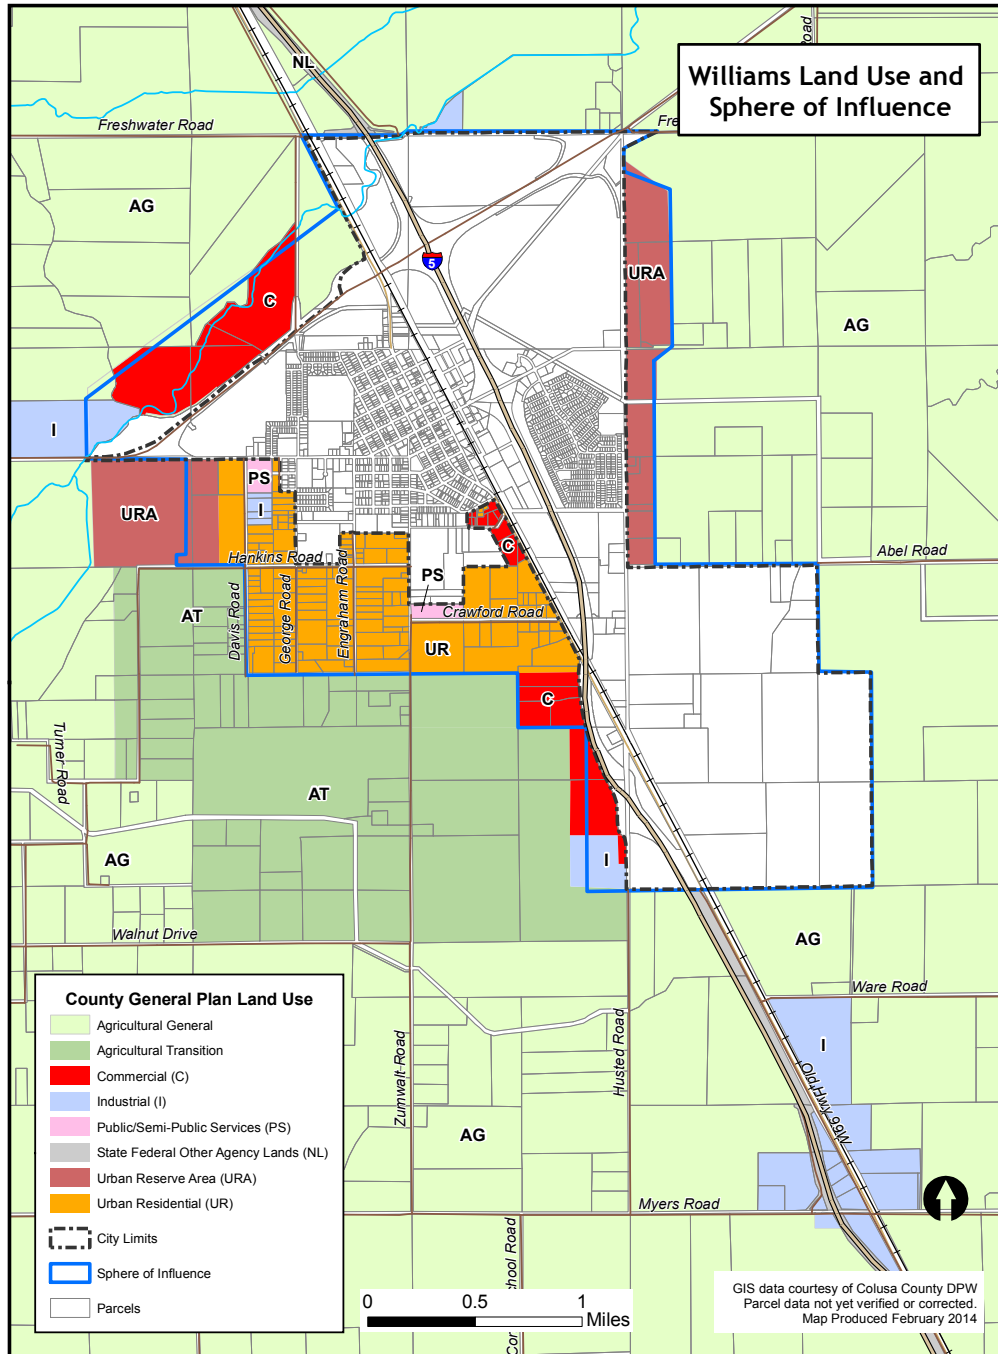 Williams Land Use and
Sphere of Influence
NL
Road
Freshwater Road
Fre
AG
5
URA
C
AG
I
PS
I
URA
C
Hankins Road
Abel Road
PS
AT
Crawford Road
Davis Road
George Road
Engraham Road
UR
C
Turner Road
AT
AG
I
Walnut Drive
AG
Ware Road
I
Zumwalt Road
Husted Road
Old Hwy 99W
AG
Myers Road
hool Road
Cor
County General Plan Land Use
Agricultural General
Agricultural Transition
Commercial (C)
Industrial (I)
Public/Semi-Public Services (PS)
State Federal Other Agency Lands (NL)
Urban Reserve Area (URA)
Urban Residential (UR)
City Limits
Sphere of Influence
Parcels
0 0.5 1
Miles
GIS data courtesy of Colusa County DPW
Parcel data not yet verified or corrected.
Map Produced February 2014